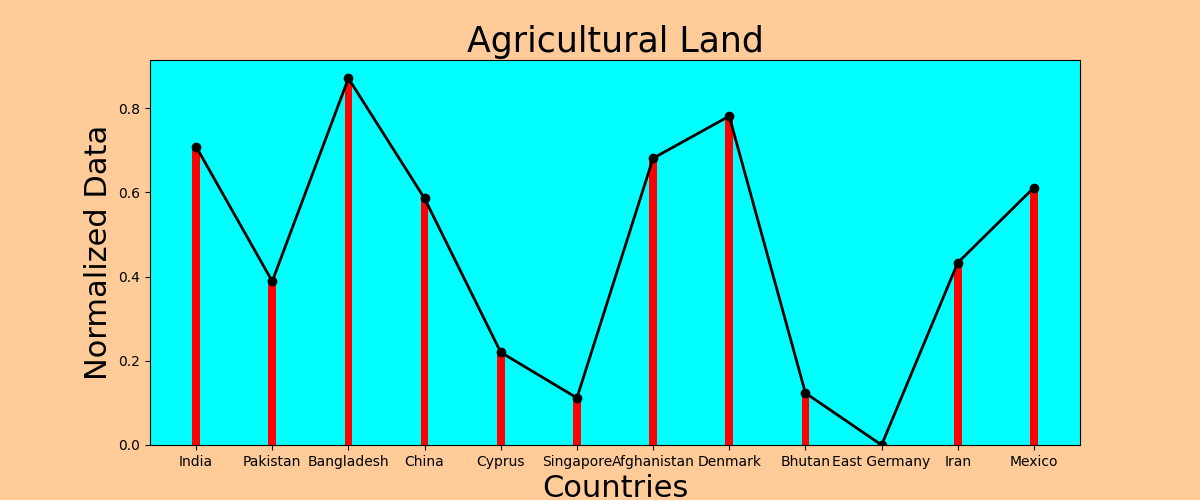 Agricultural Land
Normalized Data
0.8
0.6
0.4
0.2
0.0
India Pakistan Bangladesh China Cyprus Singapore Afghanistan Denmark Bhutan East Germany Iran Mexico
Countries